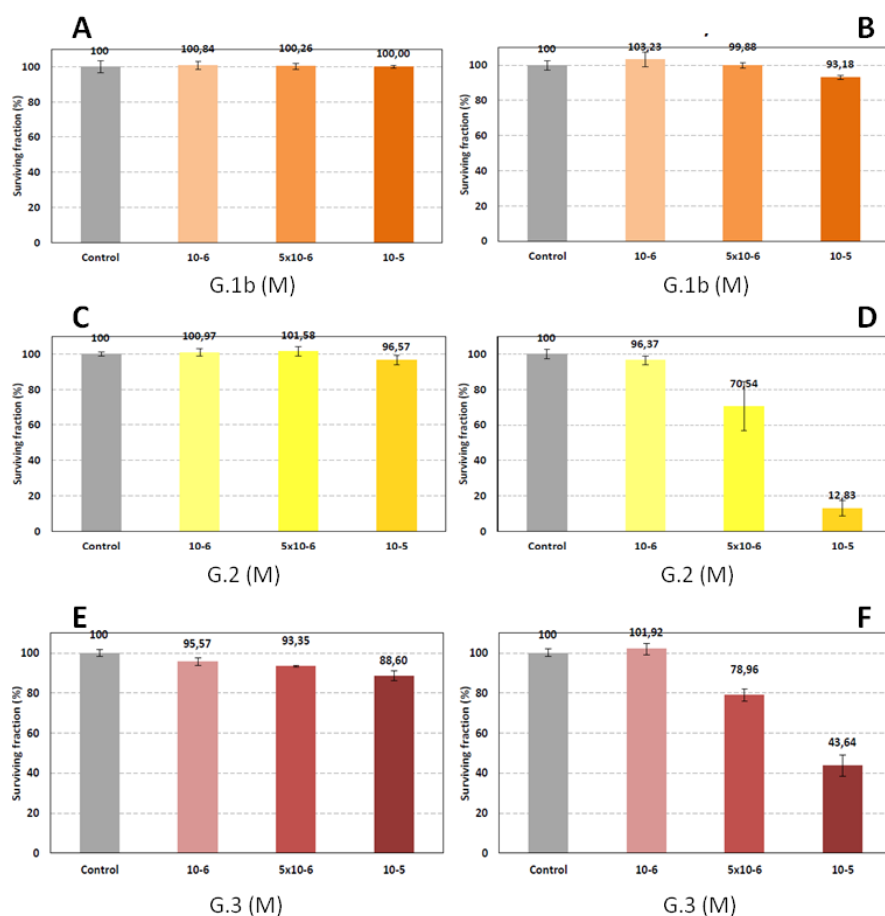 A
100 100,84 100,26 100,00
Surviving fraction (%)
100
80
60
40
20
0
Control 10-6 5x10-6 10-5
G.1b (M)
B
100 103,23 99,88 93,18
Surviving fraction (%)
100
80
60
40
20
0
Control 10-6 5x10-6 10-5
G.1b (M)
C
100 100,97 101,58 96,57
Surviving fraction (%)
100
80
60
40
20
0
Control 10-6 5x10-6 10-5
G.2 (M)
D
100 96,37 70,54 12,83
Surviving fraction (%)
100
80
60
40
20
0
Control 10-6 5x10-6 10-5
G.2 (M)
E
100 95,57 93,35 88,60
Surviving fraction (%)
100
80
60
40
20
0
Control 10-6 5x10-6 10-5
G.3 (M)
F
100 101,92 78,96 43,64
Surviving fraction (%)
100
80
60
40
20
0
Control 10-6 5x10-6 10-5
G.3 (M)